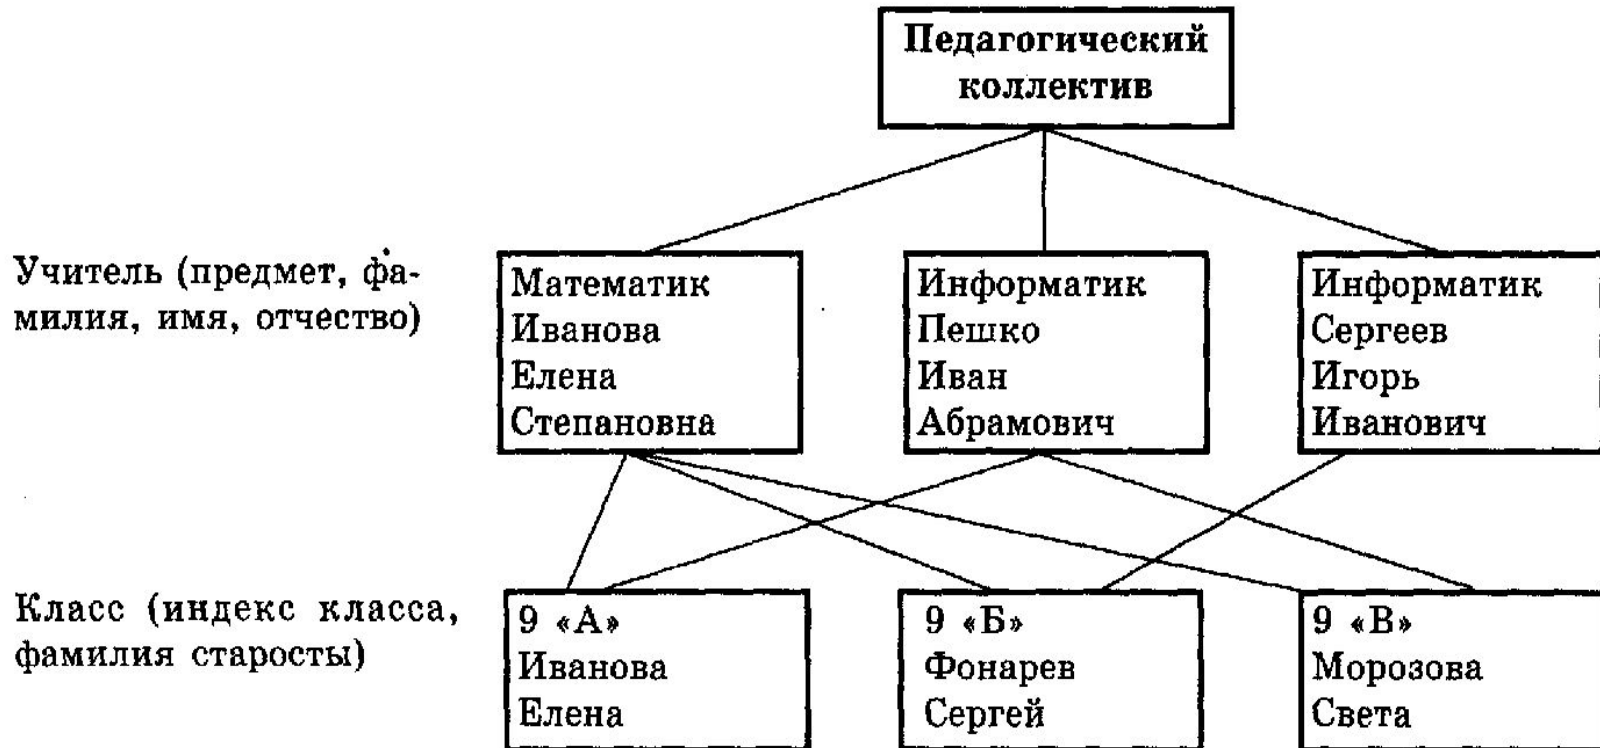 Педагогический
коллектив
Учитель (предмет, фа-
милия, имя, отчество)
Математик
Иванова
Елена
Степановна
Информатик
Пешко
Иван
Абрамович
Информатик
Сергеев
Игорь
Иванович
Класс (индекс класса,
фамилия старосты)
9 «А»
Иванова
Елена
9 «Б»
Фонарев
Сергей
9 «В»
Морозова
Света